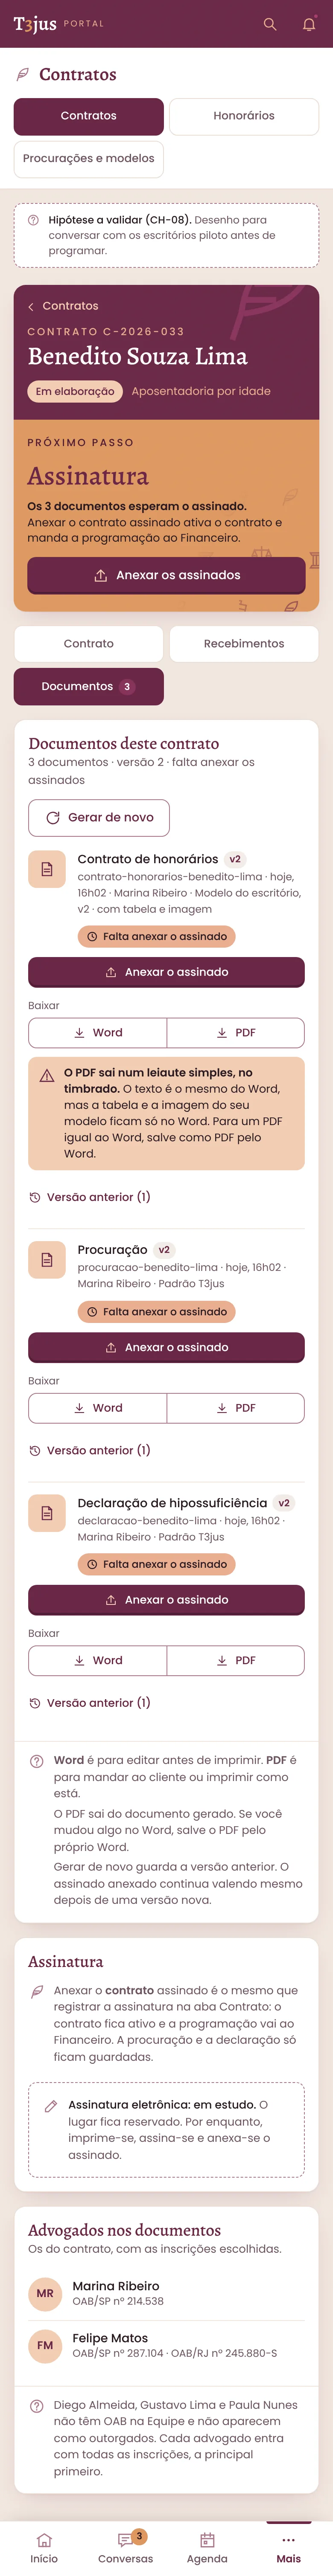 T3jus PORTAL
Contratos
Contratos
Honorários
Procurações e modelos
Hipótese a validar (CH-08). Desenho para
conversar com os escritórios piloto antes de
programar.
Contratos
CONTRATO C-2026-033
Benedito Souza Lima
Em elaboração
Aposentadoria por idade
PRÓXIMO PASSO
Assinatura
Os 3 documentos esperam o assinado.
Anexar o contrato assinado ativa o contrato e
manda a programação ao Financeiro.
Anexar os assinados
Contrato
Recebimentos
Documentos 3
Documentos deste contrato
3 documentos · versão 2 · falta anexar os
assinados
Gerar de novo
Contrato de honorários v2
contrato-honorarios-benedito-lima · hoje,
16h02 · Marina Ribeiro · Modelo do escritório,
v2 · com tabela e imagem
Falta anexar o assinado
Anexar o assinado
Baixar
Word
PDF
O PDF sai num leiaute simples, no
timbrado. O texto é o mesmo do Word,
mas a tabela e a imagem do seu
modelo ficam só no Word. Para um PDF
igual ao Word, salve como PDF pelo
Word.
Versão anterior (1)
Procuração v2
procuracao-benedito-lima · hoje, 16h02 ·
Marina Ribeiro · Padrão T3jus
Falta anexar o assinado
Anexar o assinado
Baixar
Word
PDF
Versão anterior (1)
Declaração de hipossuficiência v2
declaracao-benedito-lima · hoje, 16h02 ·
Marina Ribeiro · Padrão T3jus
Falta anexar o assinado
Anexar o assinado
Baixar
Word
PDF
Versão anterior (1)
Word é para editar antes de imprimir. PDF é
para mandar ao cliente ou imprimir como
está.
O PDF sai do documento gerado. Se você
mudou algo no Word, salve o PDF pelo
próprio Word.
Gerar de novo guarda a versão anterior. O
assinado anexado continua valendo mesmo
depois de uma versão nova.
Assinatura
Anexar o contrato assinado é o mesmo que
registrar a assinatura na aba Contrato: o
contrato fica ativo e a programação vai ao
Financeiro. A procuração e a declaração só
ficam guardadas.
Assinatura eletrônica: em estudo. O
lugar fica reservado. Por enquanto,
imprime-se, assina-se e anexa-se o
assinado.
Advogados nos documentos
Os do contrato, com as inscrições escolhidas.
MR
Marina Ribeiro
OAB/SP nº 214.538
FM
Felipe Matos
OAB/SP nº 287.104 · OAB/RJ nº 245.880-S
Diego Almeida, Gustavo Lima e Paula Nunes
não têm OAB na Equipe e não aparecem
como outorgados. Cada advogado entra
com todas as inscrições, a principal
primeiro.
3
Início
Conversas
Agenda
Mais